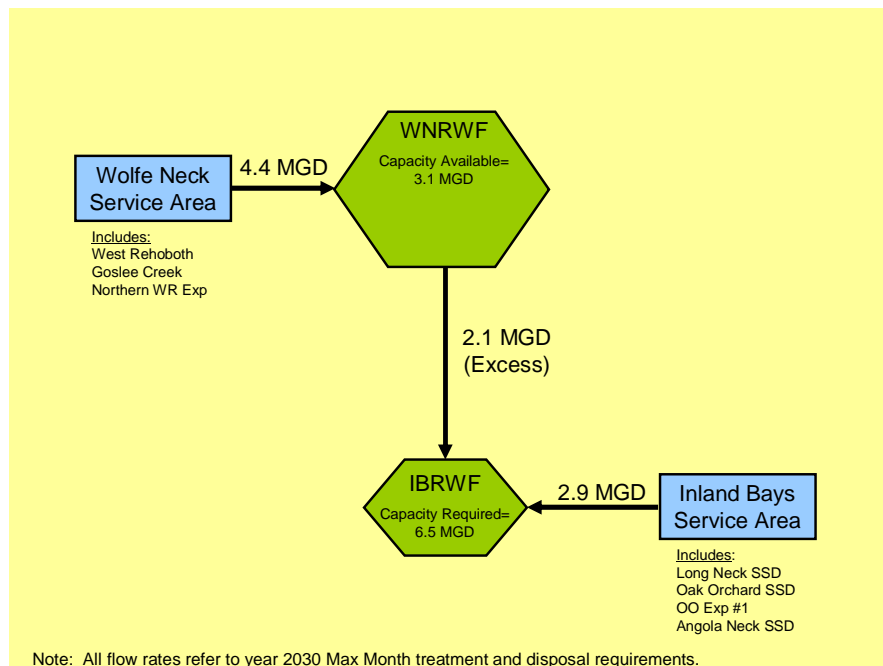 WNRWF
Capacity Available=
3.1 MGD
4.4 MGD
Wolfe Neck
Service Area
Includes:
West Rehoboth
Goslee Creek
Northern WR Exp
2.1 MGD
(Excess)
IBRWF
Capacity Required=
6.5 MGD
2.9 MGD
Inland Bays
Service Area
Includes:
Long Neck SSD
Oak Orchard SSD
OO Exp #1
Angola Neck SSD
Note: All flow rates refer to year 2030 Max Month treatment and disposal requirements.